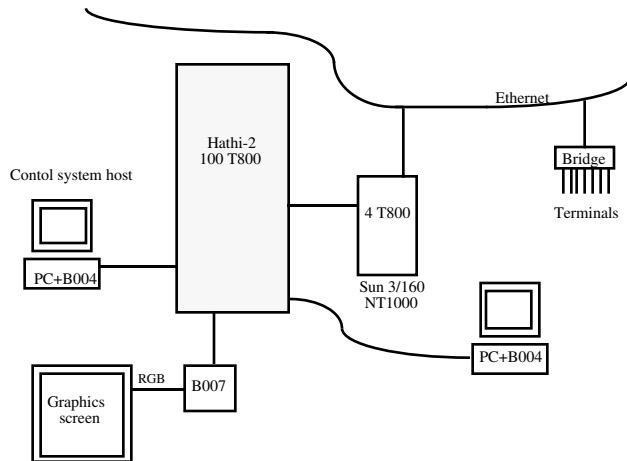 Ethernet
Hathi-2
100 T800
Bridge
Contol system host
4 T800
Terminals
PC+B004
Sun 3/160
NT1000
PC+B004
RGB
B007
Graphics
screen